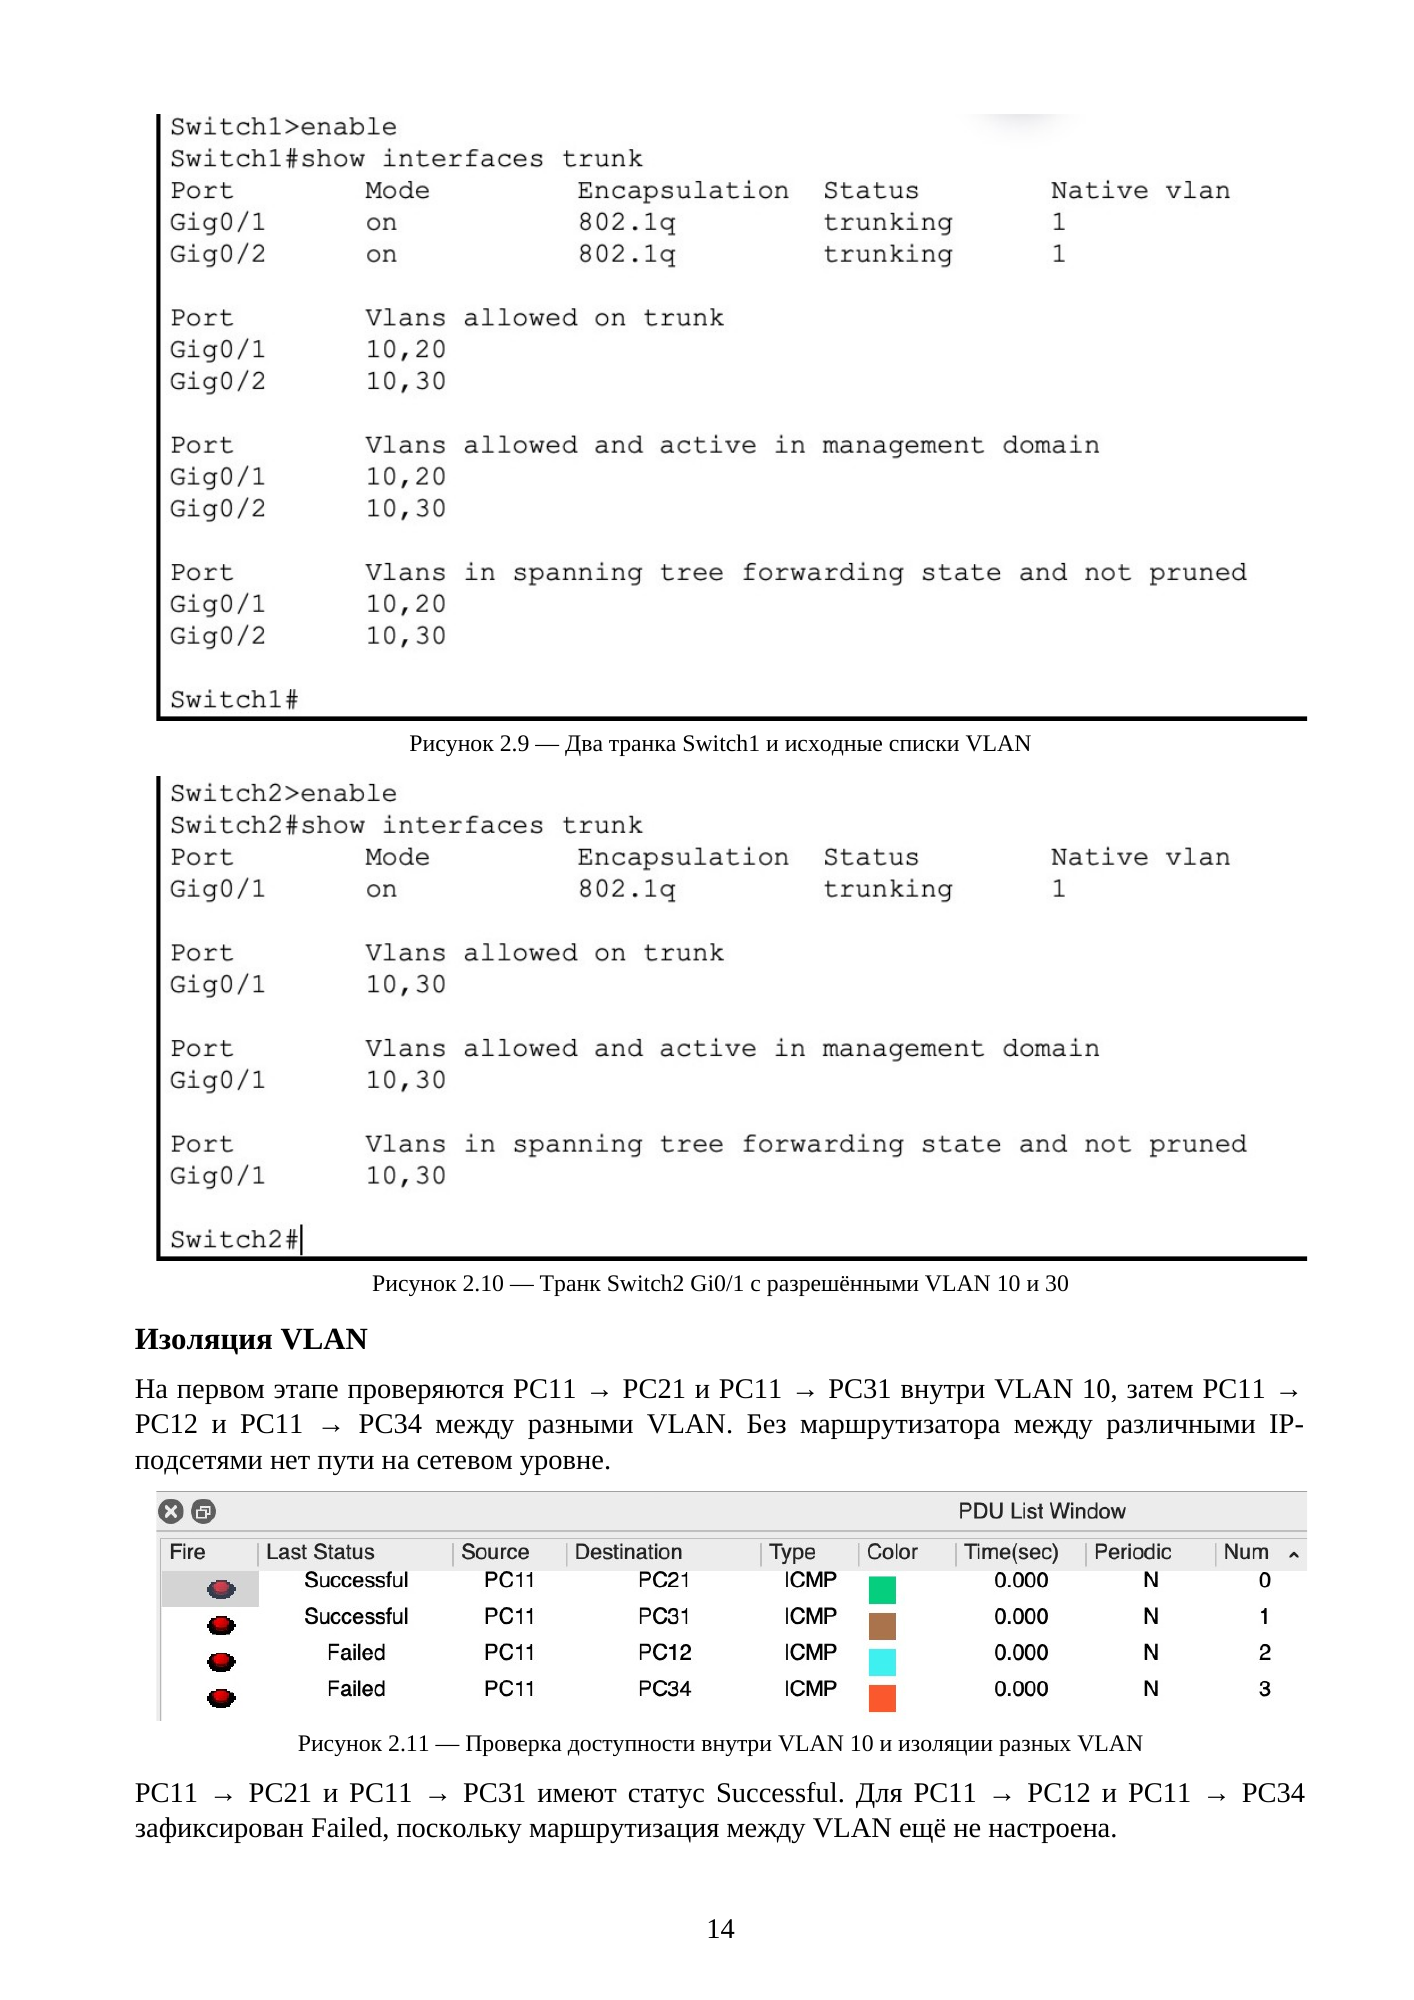 Switch1>enable
Switch1#show interfaces trunk
Port Mode Encapsulation Status Native vlan
Gig0/1 on 802.1q trunking 1
Gig0/2 on 802.1q trunking 1
Port Vlans allowed on trunk
Gig0/1 10,20
Gig0/2 10,30
Port Vlans allowed and active in management domain
Gig0/1 10,20
Gig0/2 10,30
Port Vlans in spanning tree forwarding state and not pruned
Gig0/1 10,20
Gig0/2 10,30
Switch1#
Рисунок 2.9 — Два транка Switch1 и исходные списки VLAN
Switch2>enable
Switch2#show interfaces trunk
Port Mode Encapsulation Status Native vlan
Gig0/1 on 802.1q trunking 1
Port Vlans allowed on trunk
Gig0/1 10,30
Port Vlans allowed and active in management domain
Gig0/1 10,30
Port Vlans in spanning tree forwarding state and not pruned
Gig0/1 10,30
Switch2#
Рисунок 2.10 — Транк Switch2 Gi0/1 с разрешёнными VLAN 10 и 30
Изоляция VLAN
На первом этапе проверяются PC11 → PC21 и PC11 → PC31 внутри VLAN 10, затем PC11 →
PC12 и PC11 → PC34 между разными VLAN. Без маршрутизатора между различными IP-
подсетями нет пути на сетевом уровне.
PDU List Window
Fire Last Status Source Destination Type Color Time(sec) Periodic Num
Successful PC11 PC21 ICMP 0.000 N 0
Successful PC11 PC31 ICMP 0.000 N 1
Failed PC11 PC12 ICMP 0.000 N 2
Failed PC11 PC34 ICMP 0.000 N 3
Рисунок 2.11 — Проверка доступности внутри VLAN 10 и изоляции разных VLAN
PC11 → PC21 и PC11 → PC31 имеют статус Successful. Для PC11 → PC12 и PC11 → PC34
зафиксирован Failed, поскольку маршрутизация между VLAN ещё не настроена.
14